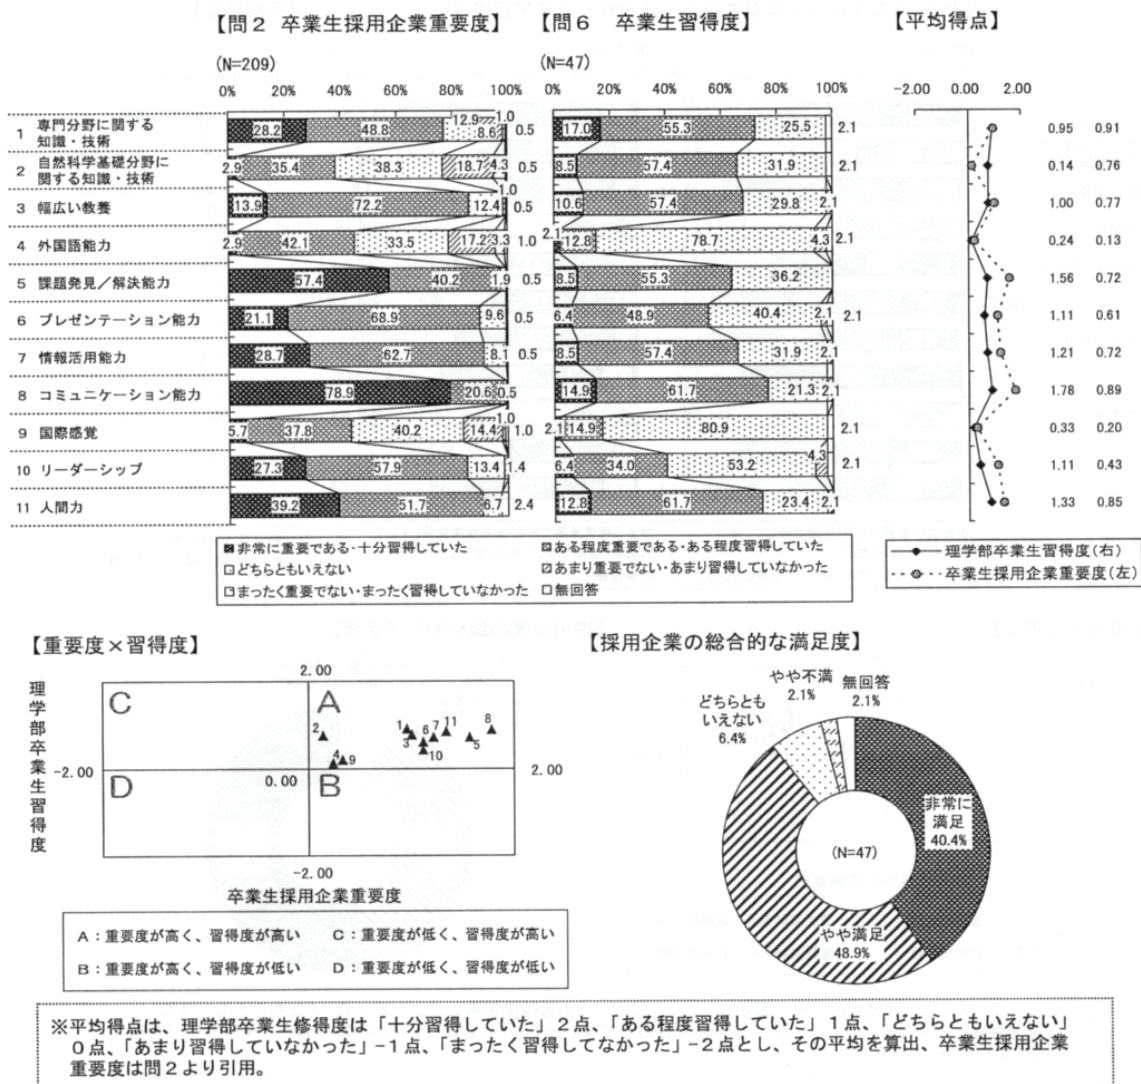 【問２ 卒業生採用企業重要度】
【問６ 卒業生習得度】
【平均得点】
(N=209)
(N=47)
0% 20% 40% 60% 80% 100%
0% 20% 40% 60% 80% 100%
−2.00 0.00 2.00
1 専門分野に関する
知識・技術
28.2 48.8 12.9 8.6 1.0 0.5
17.0 55.3 25.5 2.1
0.95 0.91
2 自然科学基礎分野に
関する知識・技術
2.9 35.4 38.3 18.7 4.3 0.5
8.5 57.4 31.9 2.1
0.14 0.76
3 幅広い教養
13.9 72.2 12.4 1.0 0.5
10.6 57.4 29.8 2.1
1.00 0.77
4 外国語能力
2.9 42.1 33.5 17.2 3.3 1.0
2.1 12.8 78.7 4.3 2.1
0.24 0.13
5 課題発見／解決能力
57.4 40.2 1.9 0.5
8.5 55.3 36.2
1.56 0.72
6 プレゼンテーション能力
21.1 68.9 9.6 0.5
6.4 48.9 40.4 2.1 2.1
1.11 0.61
7 情報活用能力
28.7 62.7 8.1 0.5
8.5 57.4 31.9 2.1
1.21 0.72
8 コミュニケーション能力
78.9 20.6 0.5
14.9 61.7 21.3 2.1
1.78 0.89
9 国際感覚
5.7 37.8 40.2 14.4 1.0 1.0
2.1 14.9 80.9 2.1
0.33 0.20
10 リーダーシップ
27.3 57.9 13.4 1.4
6.4 34.0 53.2 4.3 2.1
1.11 0.43
11 人間力
39.2 51.7 6.7 2.4
12.8 61.7 23.4 2.1
1.33 0.85
非常に重要である・十分習得していた
ある程度重要である・ある程度習得していた
どちらともいえない
あまり重要でない・あまり習得していなかった
まったく重要でない・まったく習得していなかった
無回答
理学部卒業生習得度(右)
卒業生採用企業重要度(左)
【重要度×習得度】
2.00
理学部卒業生習得度
C A
2 1 3 6 7 11 5 8 4 9 10
−2.00 0.00 2.00
D B
−2.00
卒業生採用企業重要度
A：重要度が高く、習得度が高い C：重要度が低く、習得度が高い
B：重要度が高く、習得度が低い D：重要度が低く、習得度が低い
【採用企業の総合的な満足度】
やや不満
2.1%
無回答
2.1%
どちらとも
いえない
6.4%
非常に
満足
40.4%
(N=47)
やや満足
48.9%
※平均得点は、理学部卒業生修得度は「十分習得していた」２点、「ある程度習得していた」１点、「どちらともいえない」
０点、「あまり習得していなかった」−１点、「まったく習得してなかった」−２点とし、その平均を算出、卒業生採用企業
重要度は問２より引用。